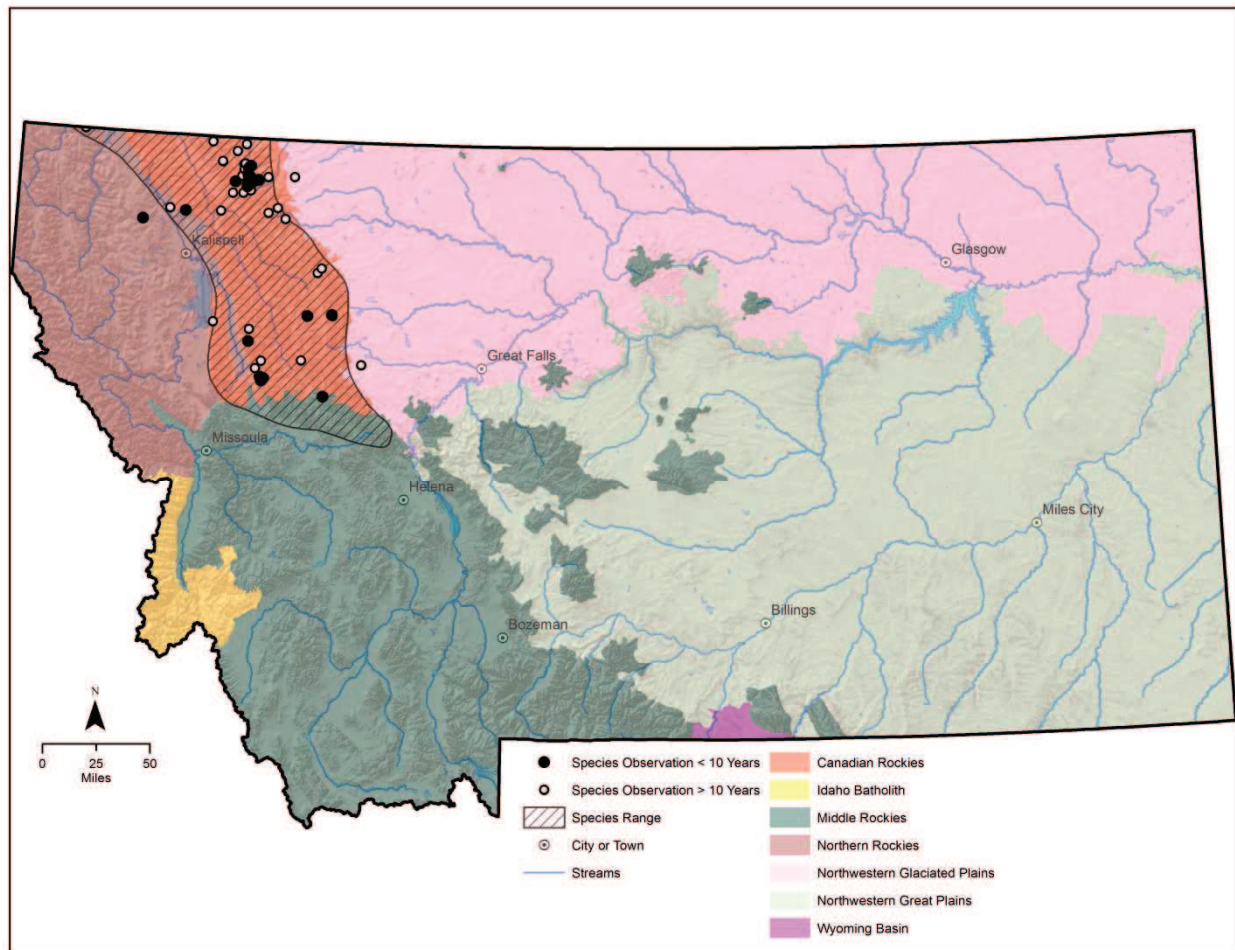 Kalispell
Glasgow
Great Falls
Missoula
Helena
Miles City
Billings
Bozeman
N
0 25 50
Miles
Species Observation < 10 Years
Species Observation > 10 Years
Species Range
City or Town
Streams
Canadian Rockies
Idaho Batholith
Middle Rockies
Northern Rockies
Northwestern Glaciated Plains
Northwestern Great Plains
Wyoming Basin